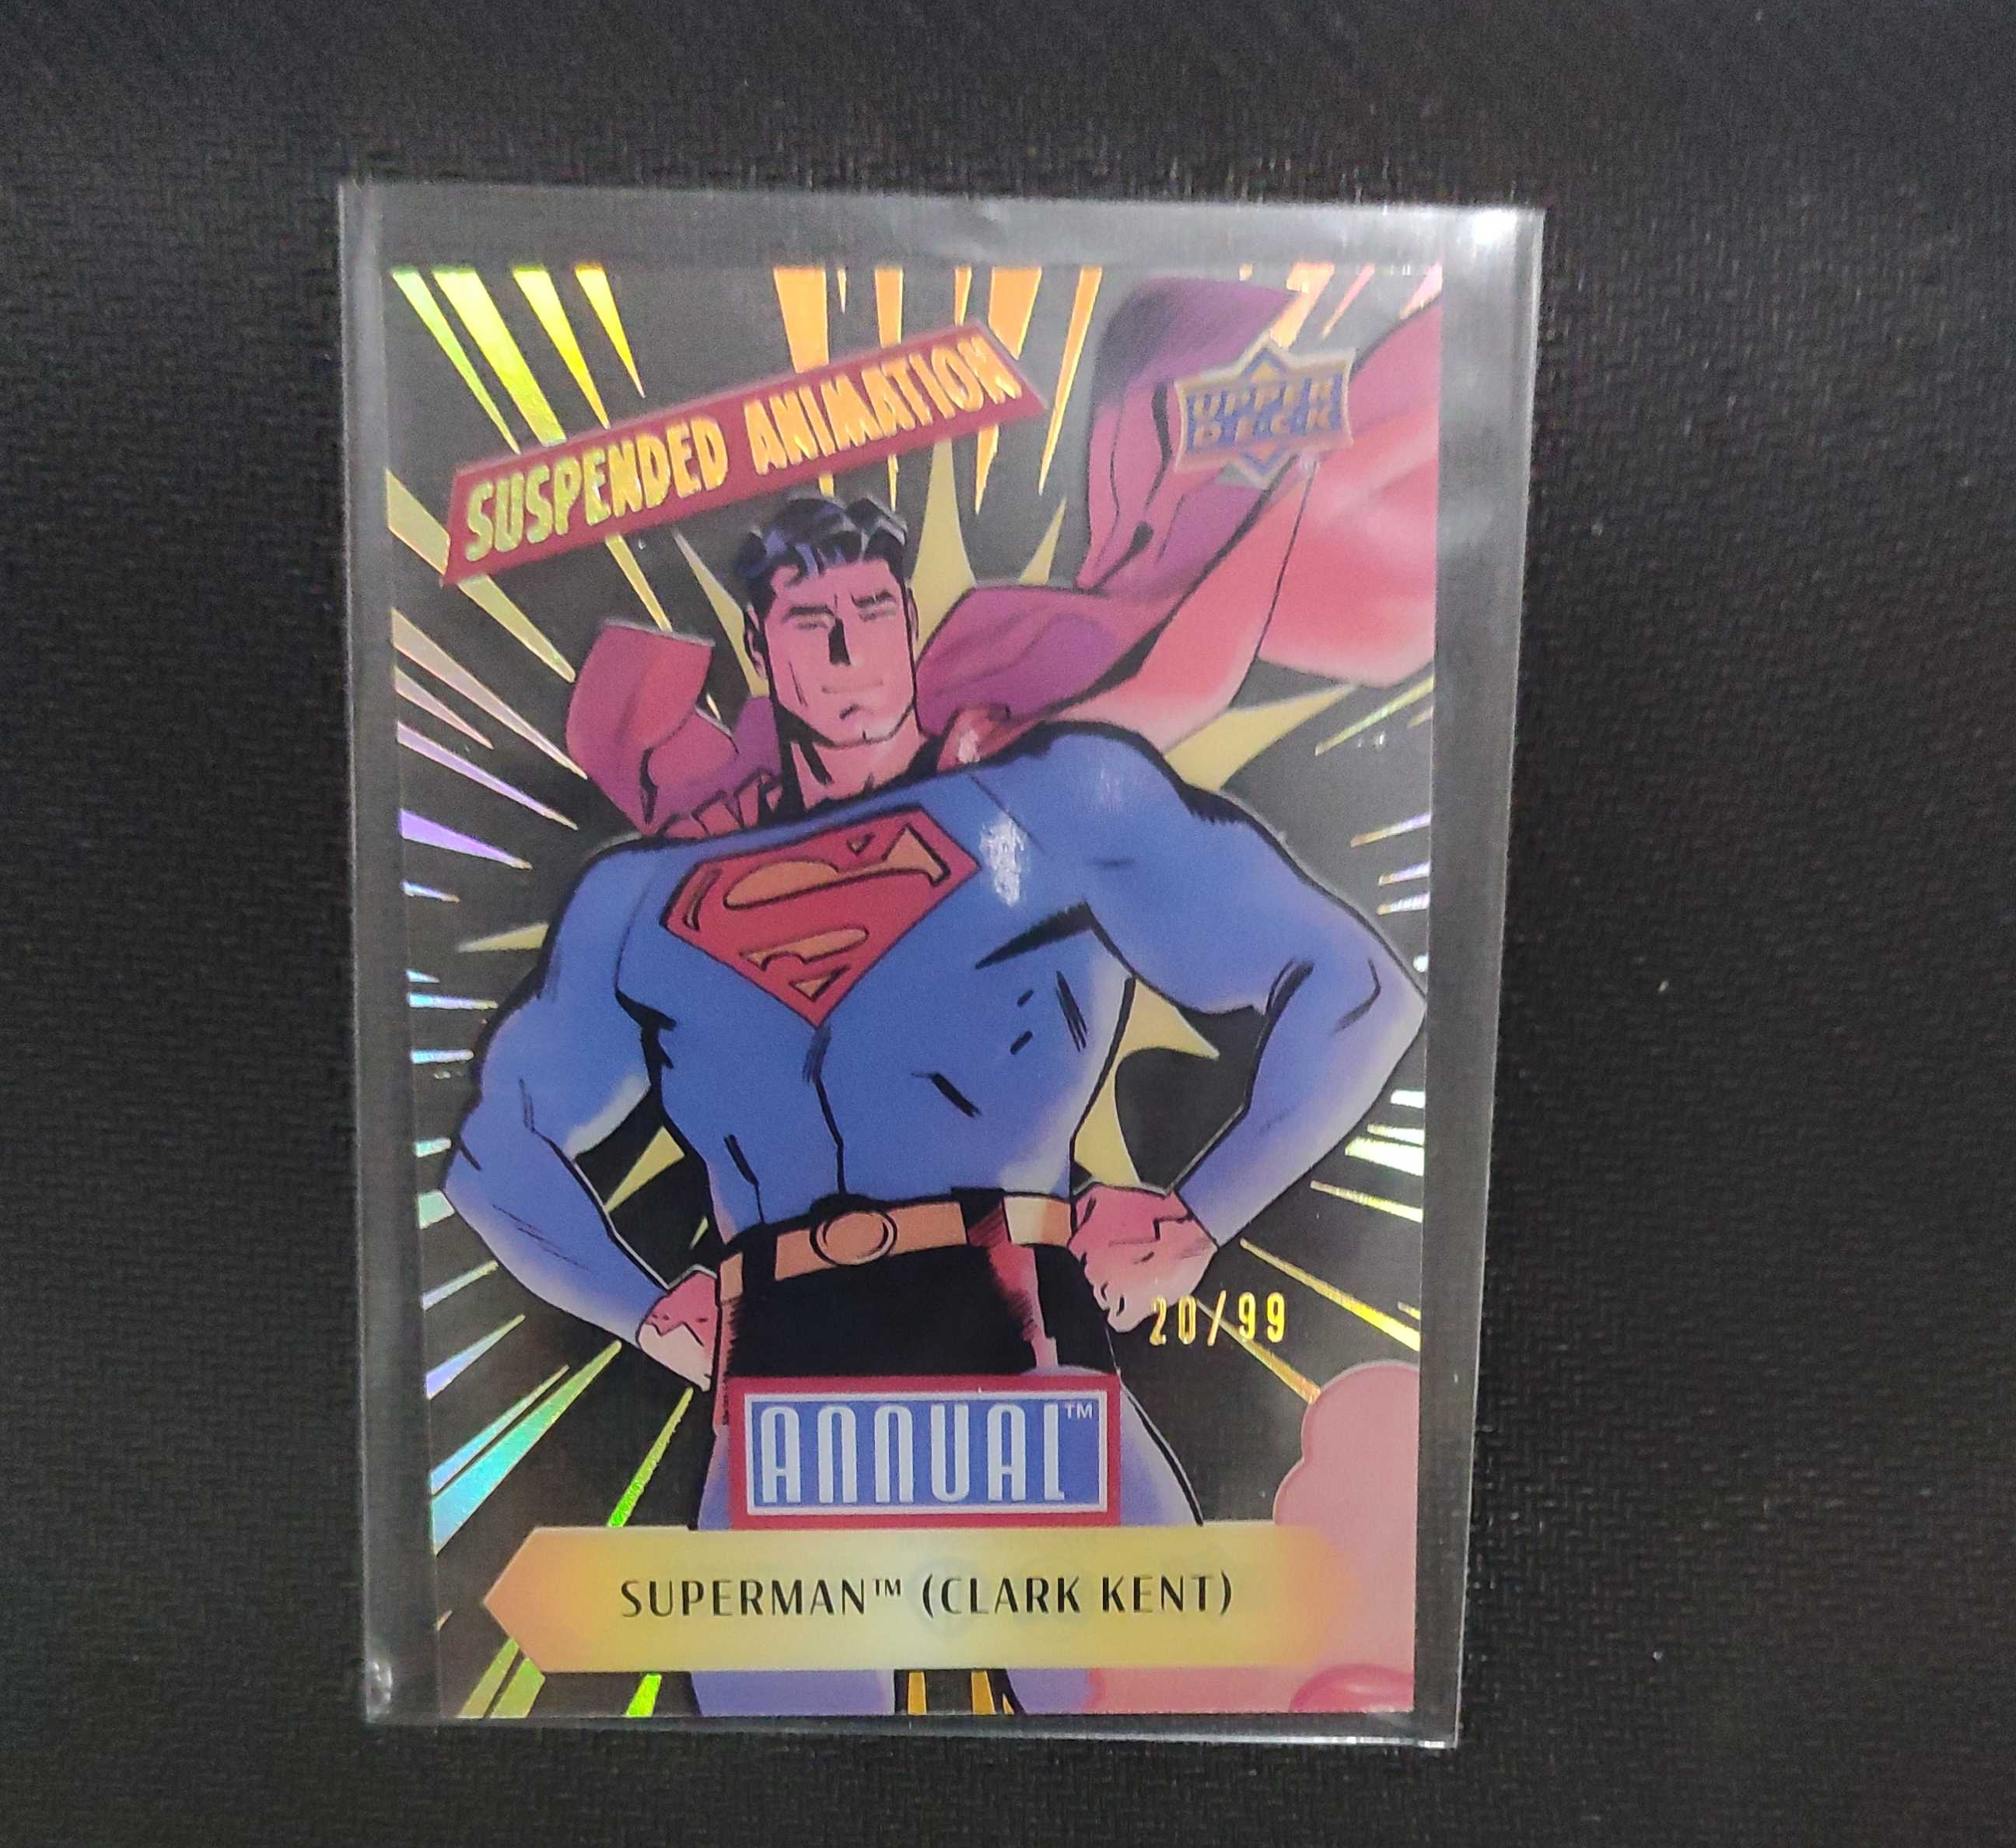 SUSPENDED ANIMATION
UPPER
DECK
20/99
ANNUAL™
SUPERMAN™ (CLARK KENT)